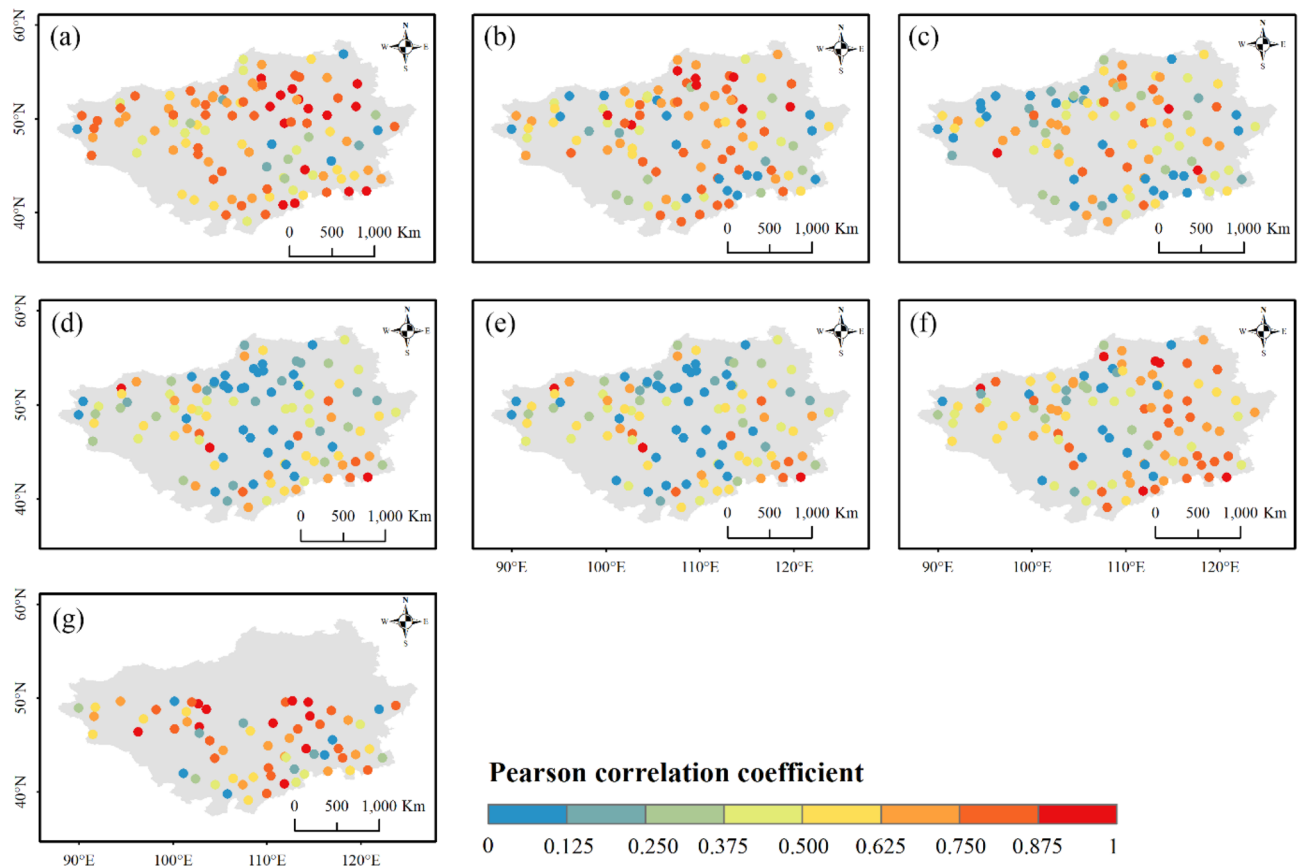 (a)
N
W E
S
60°N
50°N
40°N
0 500 1,000 Km
(b)
N
W E
S
0 500 1,000 Km
(c)
N
W E
S
0 500 1,000 Km
(d)
N
W E
S
60°N
50°N
40°N
0 500 1,000 Km
(e)
N
W E
S
0 500 1,000 Km
90°E 100°E 110°E 120°E
(f)
N
W E
S
0 500 1,000 Km
90°E 100°E 110°E 120°E
(g)
N
W E
S
60°N
50°N
40°N
0 500 1,000 Km
90°E 100°E 110°E 120°E
Pearson correlation coefficient
0 0.125 0.250 0.375 0.500 0.625 0.750 0.875 1